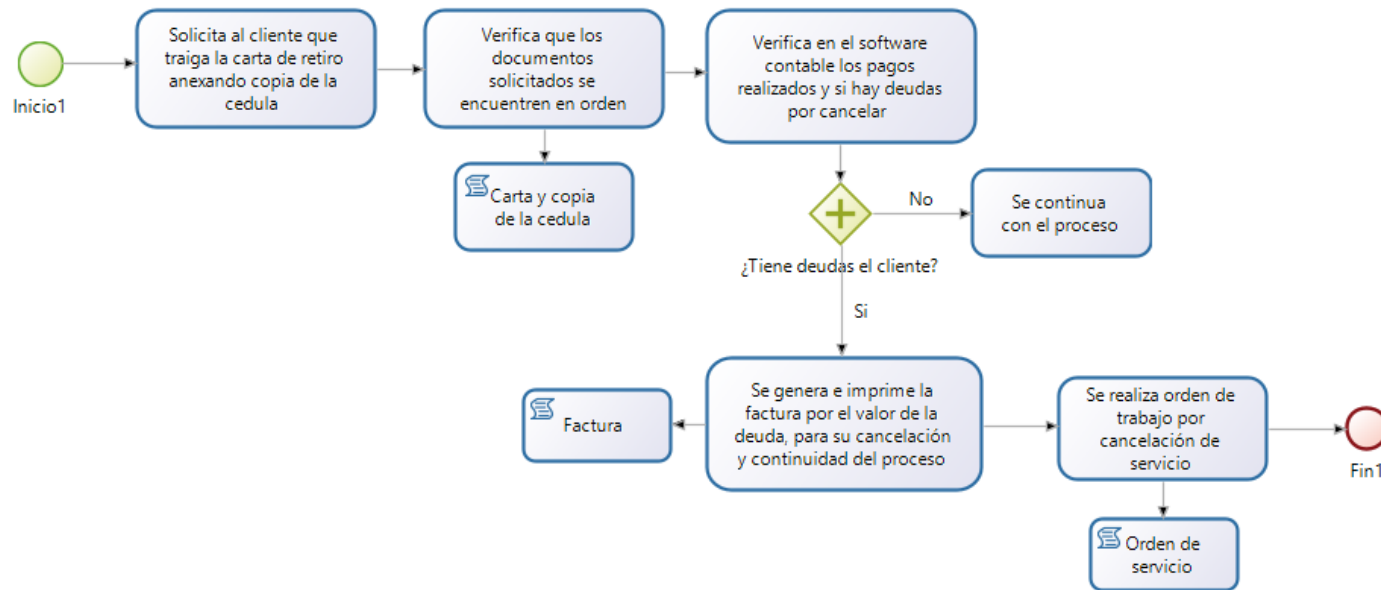 Inicio1
Solicita al cliente que
traiga la carta de retiro
anexando copia de la
cedula
Verifica que los
documentos
solicitados se
encuentren en orden
Verifica en el software
contable los pagos
realizados y si hay deudas
por cancelar
Carta y copia
de la cedula
No
Se continua
con el proceso
¿Tiene deudas el cliente?
Si
Factura
Se genera e imprime la
factura por el valor de la
deuda, para su cancelación
y continuidad del proceso
Se realiza orden de
trabajo por
cancelación de
servicio
Fin1
Orden de
servicio